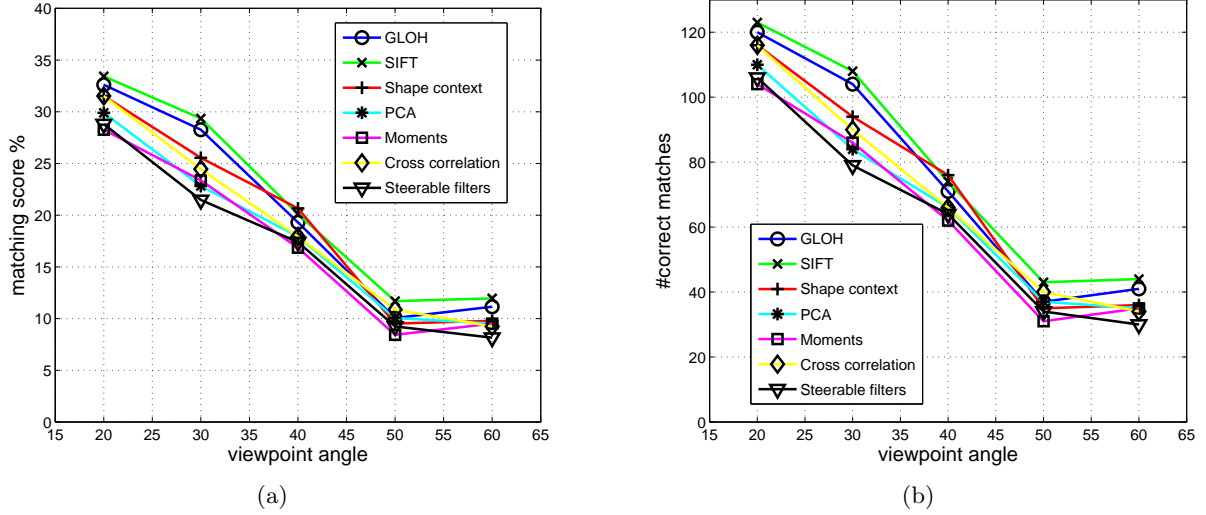 40
35
30
25
20
15
10
5
0
matching score %
GLOH
SIFT
Shape context
PCA
Moments
Cross correlation
Steerable filters
15 20 25 30 35 40 45 50 55 60 65
viewpoint angle
(a)
120
100
80
60
40
20
0
#correct matches
GLOH
SIFT
Shape context
PCA
Moments
Cross correlation
Steerable filters
15 20 25 30 35 40 45 50 55 60 65
viewpoint angle
(b)